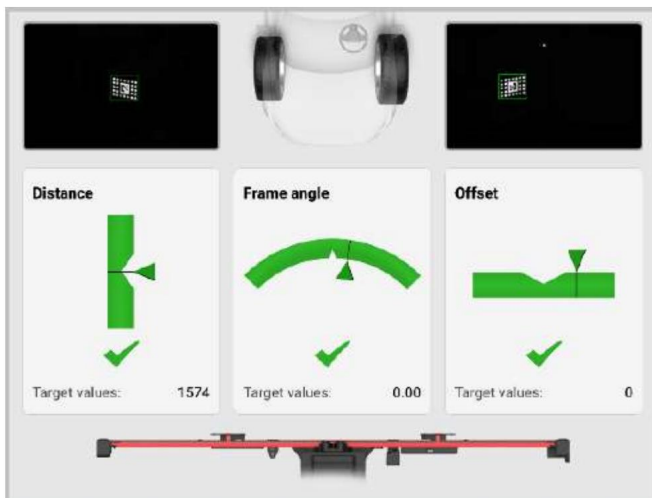 Distance
Frame angle
Offset
Target values: 1574
Target values: 0.00
Target values: 0